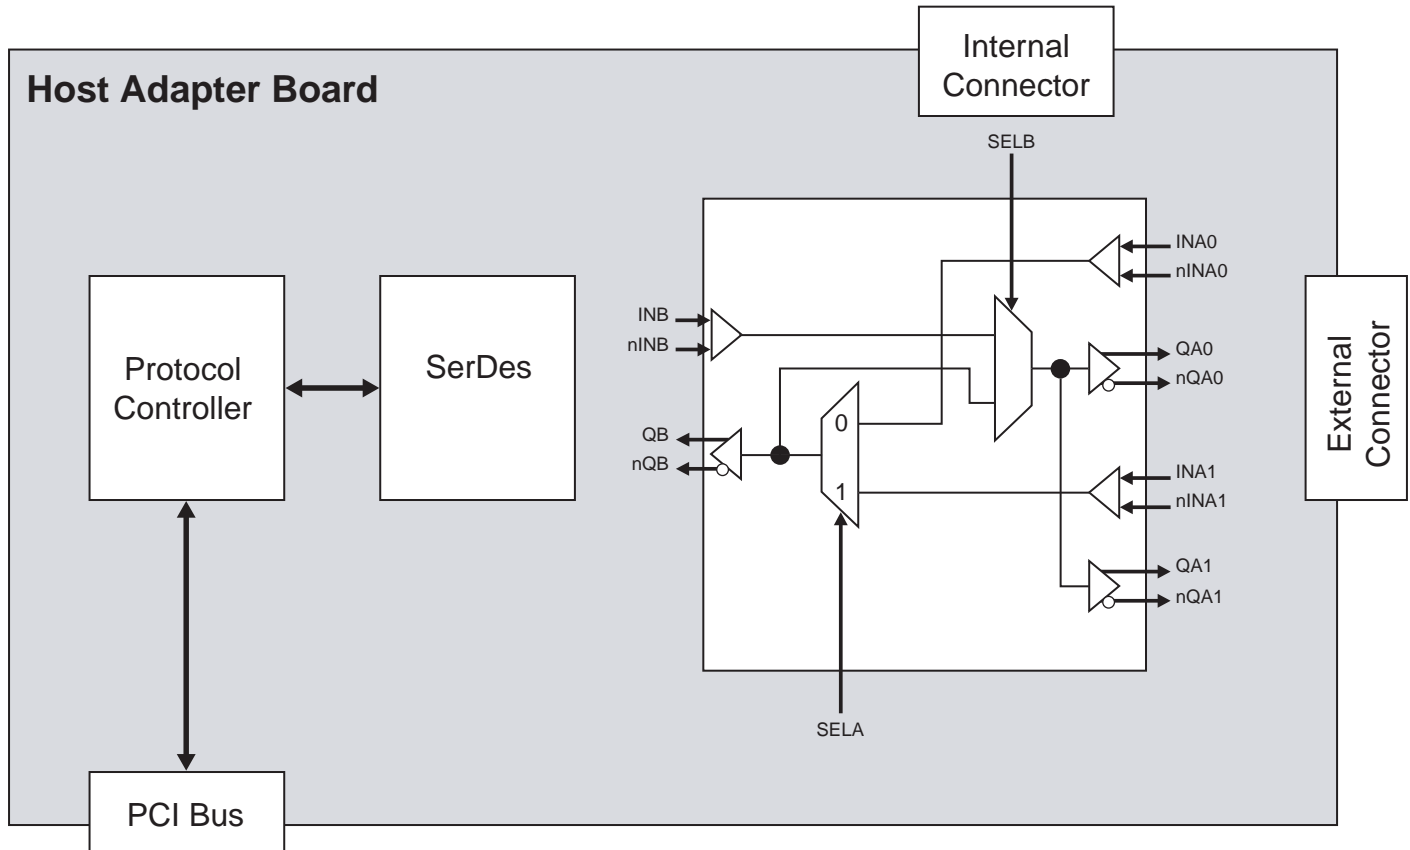 Internal
Connector
Host Adapter Board
SELB
INA0
nINA0
INB
nINB
Protocol
Controller
SerDes
QA0
nQA0
External
Connector
0
QB
nQB
INA1
nINA1
1
QA1
nQA1
SELA
PCI Bus